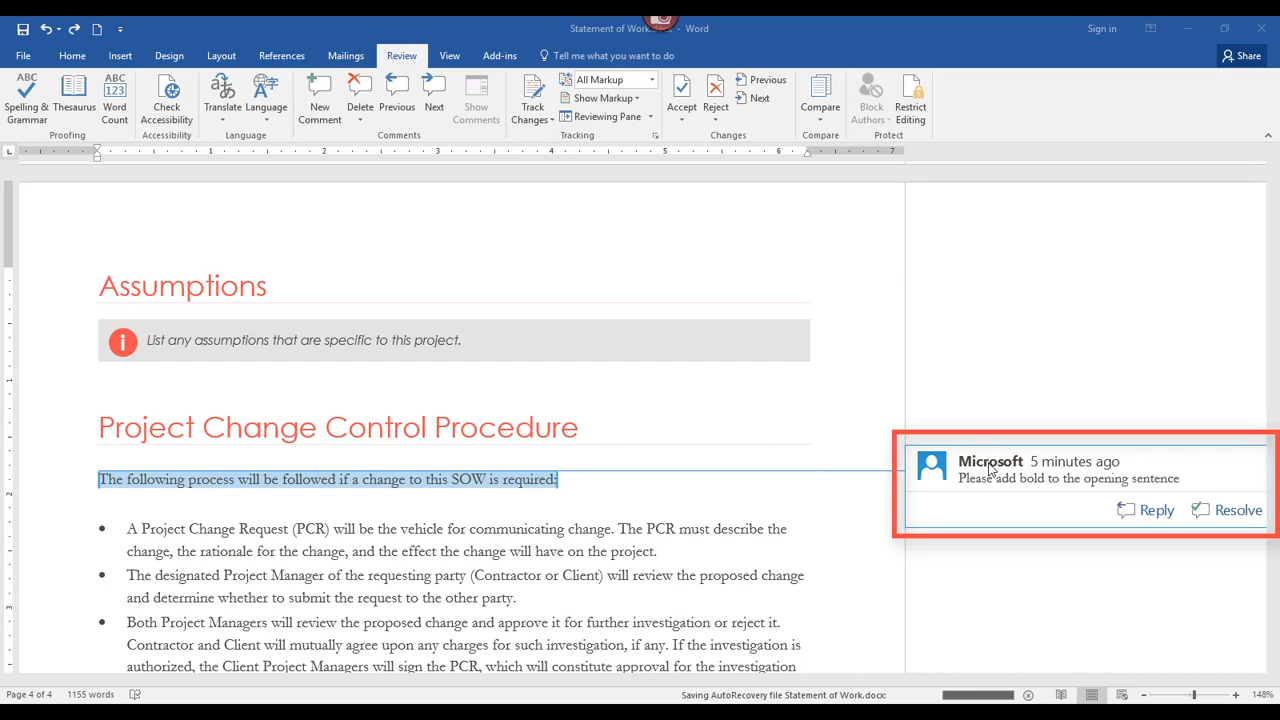 Statement of Work.docx - Word
Sign in
File Home Insert Design Layout References Mailings Review View Add-ins Tell me what you want to do Share
ABC
Spelling & Grammar
Thesaurus
ABC
123
Word Count
Proofing
Check Accessibility
Accessibility
Translate
Language
Language
New Comment
Delete
Previous
Next
Show Comments
Comments
Track Changes
All Markup
Show Markup
Reviewing Pane
Tracking
Accept
Reject
Previous
Next
Changes
Compare
Compare
Block Authors
Restrict Editing
Protect
1 2 3 4 5 6 7
Assumptions
i List any assumptions that are specific to this project.
Project Change Control Procedure
The following process will be followed if a change to this SOW is required:
Microsoft 5 minutes ago
Please add bold to the opening sentence
Reply Resolve
• A Project Change Request (PCR) will be the vehicle for communicating change. The PCR must describe the
change, the rationale for the change, and the effect the change will have on the project.
• The designated Project Manager of the requesting party (Contractor or Client) will review the proposed change
and determine whether to submit the request to the other party.
• Both Project Managers will review the proposed change and approve it for further investigation or reject it.
Contractor and Client will mutually agree upon any charges for such investigation, if any. If the investigation is
authorized, the Client Project Managers will sign the PCR, which will constitute approval for the investigation
1
2
3
Page 4 of 4 1155 words Saving AutoRecovery file Statement of Work.docx 148%